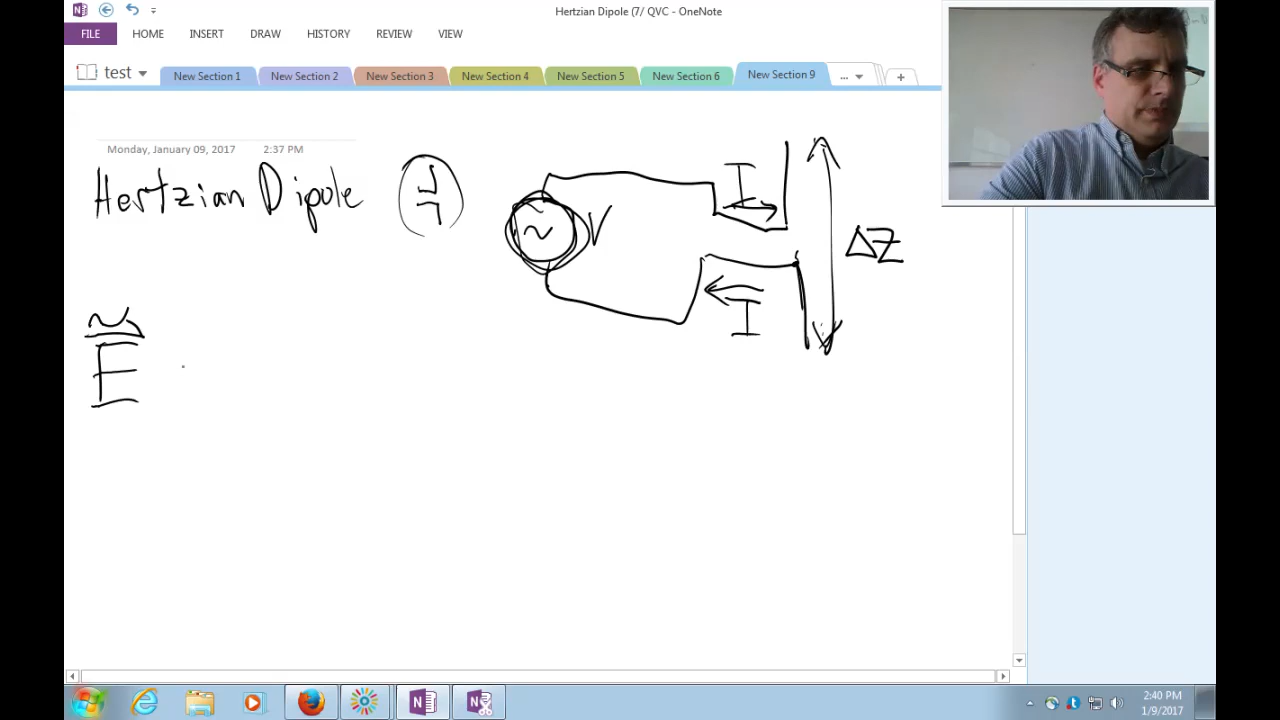 Hertzian Dipole (7/ QVC - OneNote
FILE HOME INSERT DRAW HISTORY REVIEW VIEW
test New Section 1 New Section 2 New Section 3 New Section 4 New Section 5 New Section 6 New Section 9 ... +
Monday, January 09, 2017 2:37 PM
Hertzian Dipole
I
~ V
ΔZ
I
~
E
2:40 PM
1/9/2017